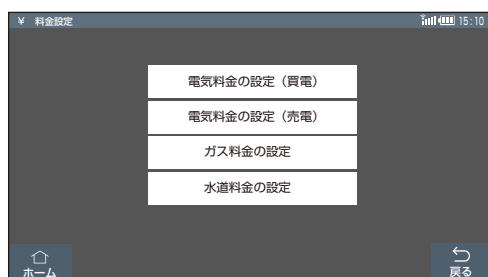 ¥ 料金設定 15:10
電気料金の設定（買電）
電気料金の設定（売電）
ガス料金の設定
水道料金の設定
ホーム 戻る